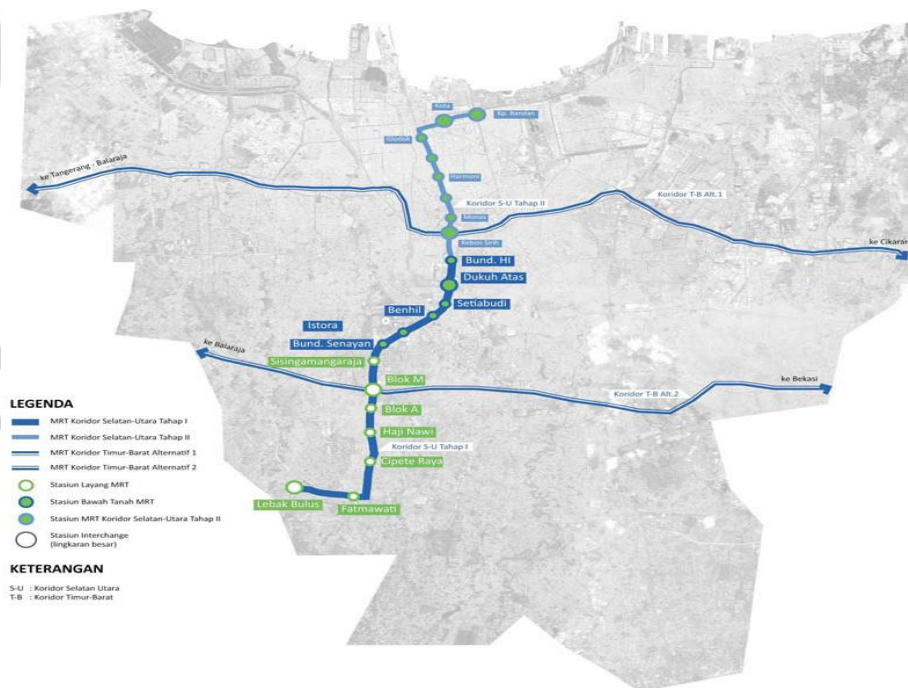 Kota
Kp. Bandan
Glodok
ke Tangerang - Balaraja
Harmoni
Koridor T-B Alt.1
Koridor S-U Tahap II
Monas
Kebon Sirih
ke Cikaran
Bund. HI
Dukuh Atas
Setiabudi
Benhil
Istora
Bund. Senayan
ke Balaraja
Sisingamangaraja
Blok M
ke Bekasi
Koridor T-B Alt.2
Blok A
Haji Nawi
Koridor S-U Tahap I
Cipete Raya
Lebak Bulus
Fatmawati
LEGENDA
MRT Koridor Selatan-Utara Tahap I
MRT Koridor Selatan-Utara Tahap II
MRT Koridor Timur-Barat Alternatif 1
MRT Koridor Timur-Barat Alternatif 2
Stasiun Layang MRT
Stasiun Bawah Tanah MRT
Stasiun MRT Koridor Selatan-Utara Tahap II
Stasiun Interchange
(lingkaran besar)
KETERANGAN
S-U : Koridor Selatan Utara
T-B : Koridor Timur-Barat